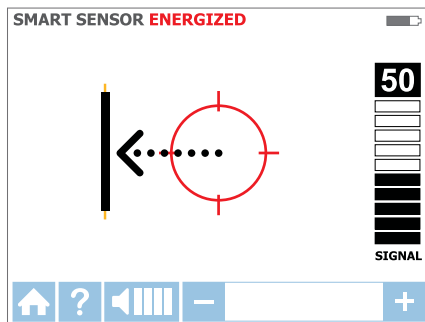 SMART SENSOR ENERGIZED
50
SIGNAL
?
- +